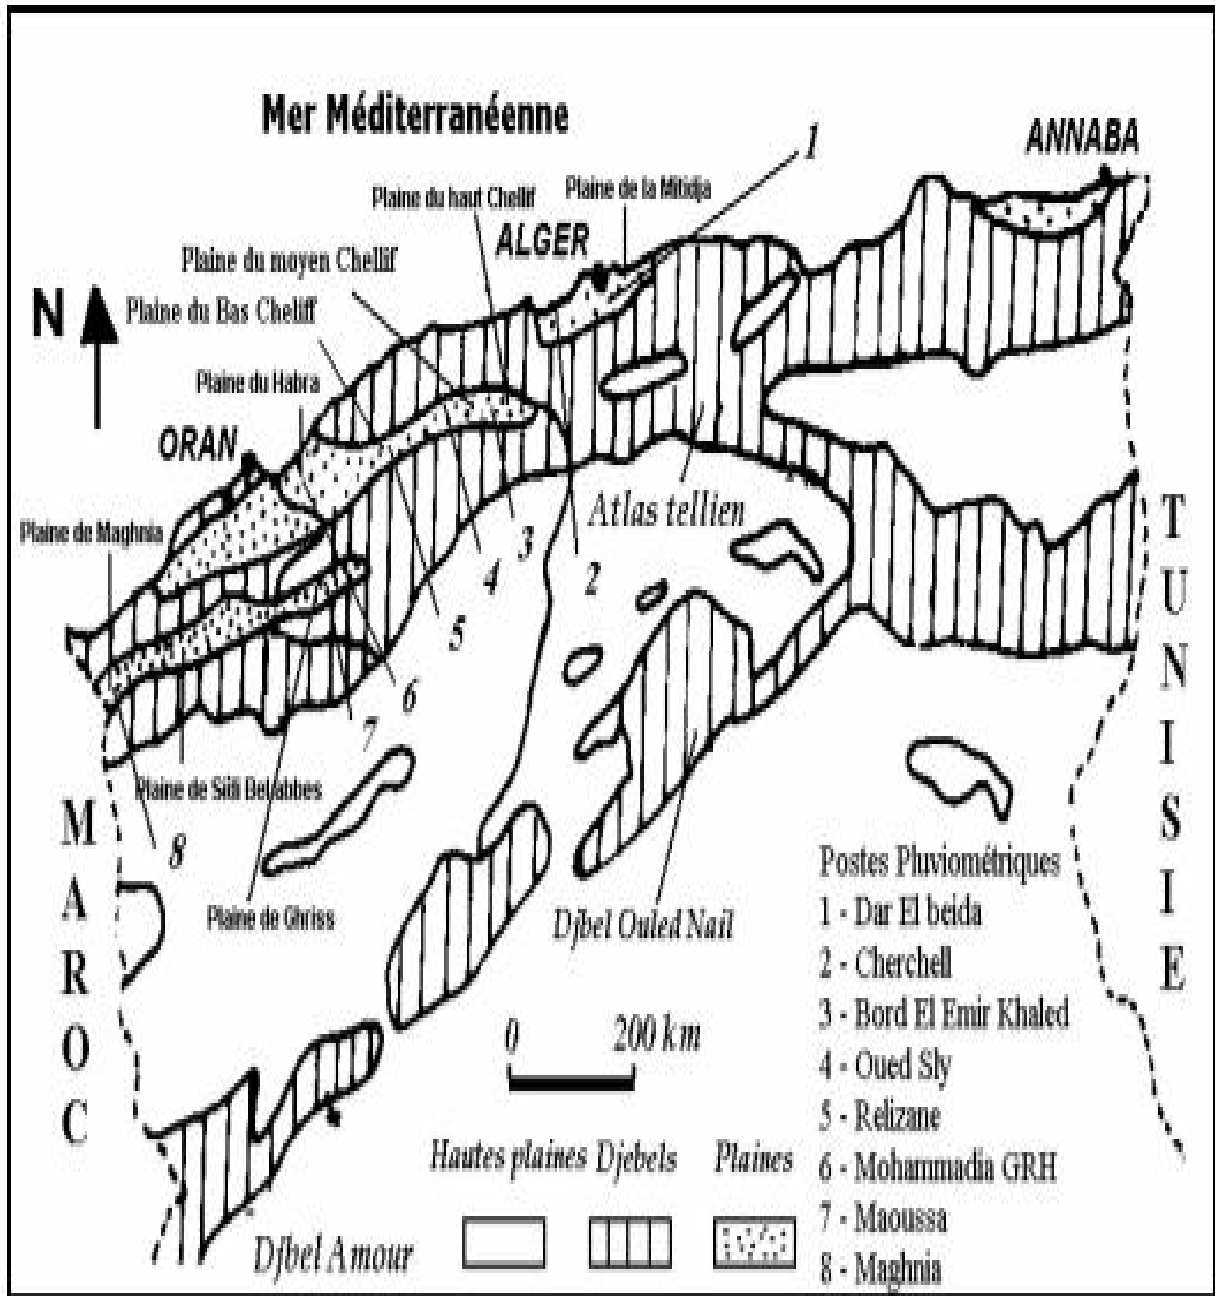 Mer Méditerranéenne
1
ANNABA
Plaine du haut Chellif
Plaine de la Mitidja
ALGER
Plaine du moyen Chellif
N
Plaine du Bas Cheliff
Plaine du Habra
ORAN
Plaine de Maghnia
Atlas tellien
3
4
2
5
6
7
8
Plaine de Sidi Belabbes
Plaine de Ghriss
Djbel Ouled Nail
MAROC
TUNISIE
Postes Pluviométriques
1 - Dar El beida
2 - Cherchell
3 - Bord El Emir Khaled
4 - Oued Sly
5 - Relizane
6 - Mohammadia GRH
7 - Maoussa
8 - Maghnia
0 200 km
Hautes plaines Djebels Plaines
Djbel Amour